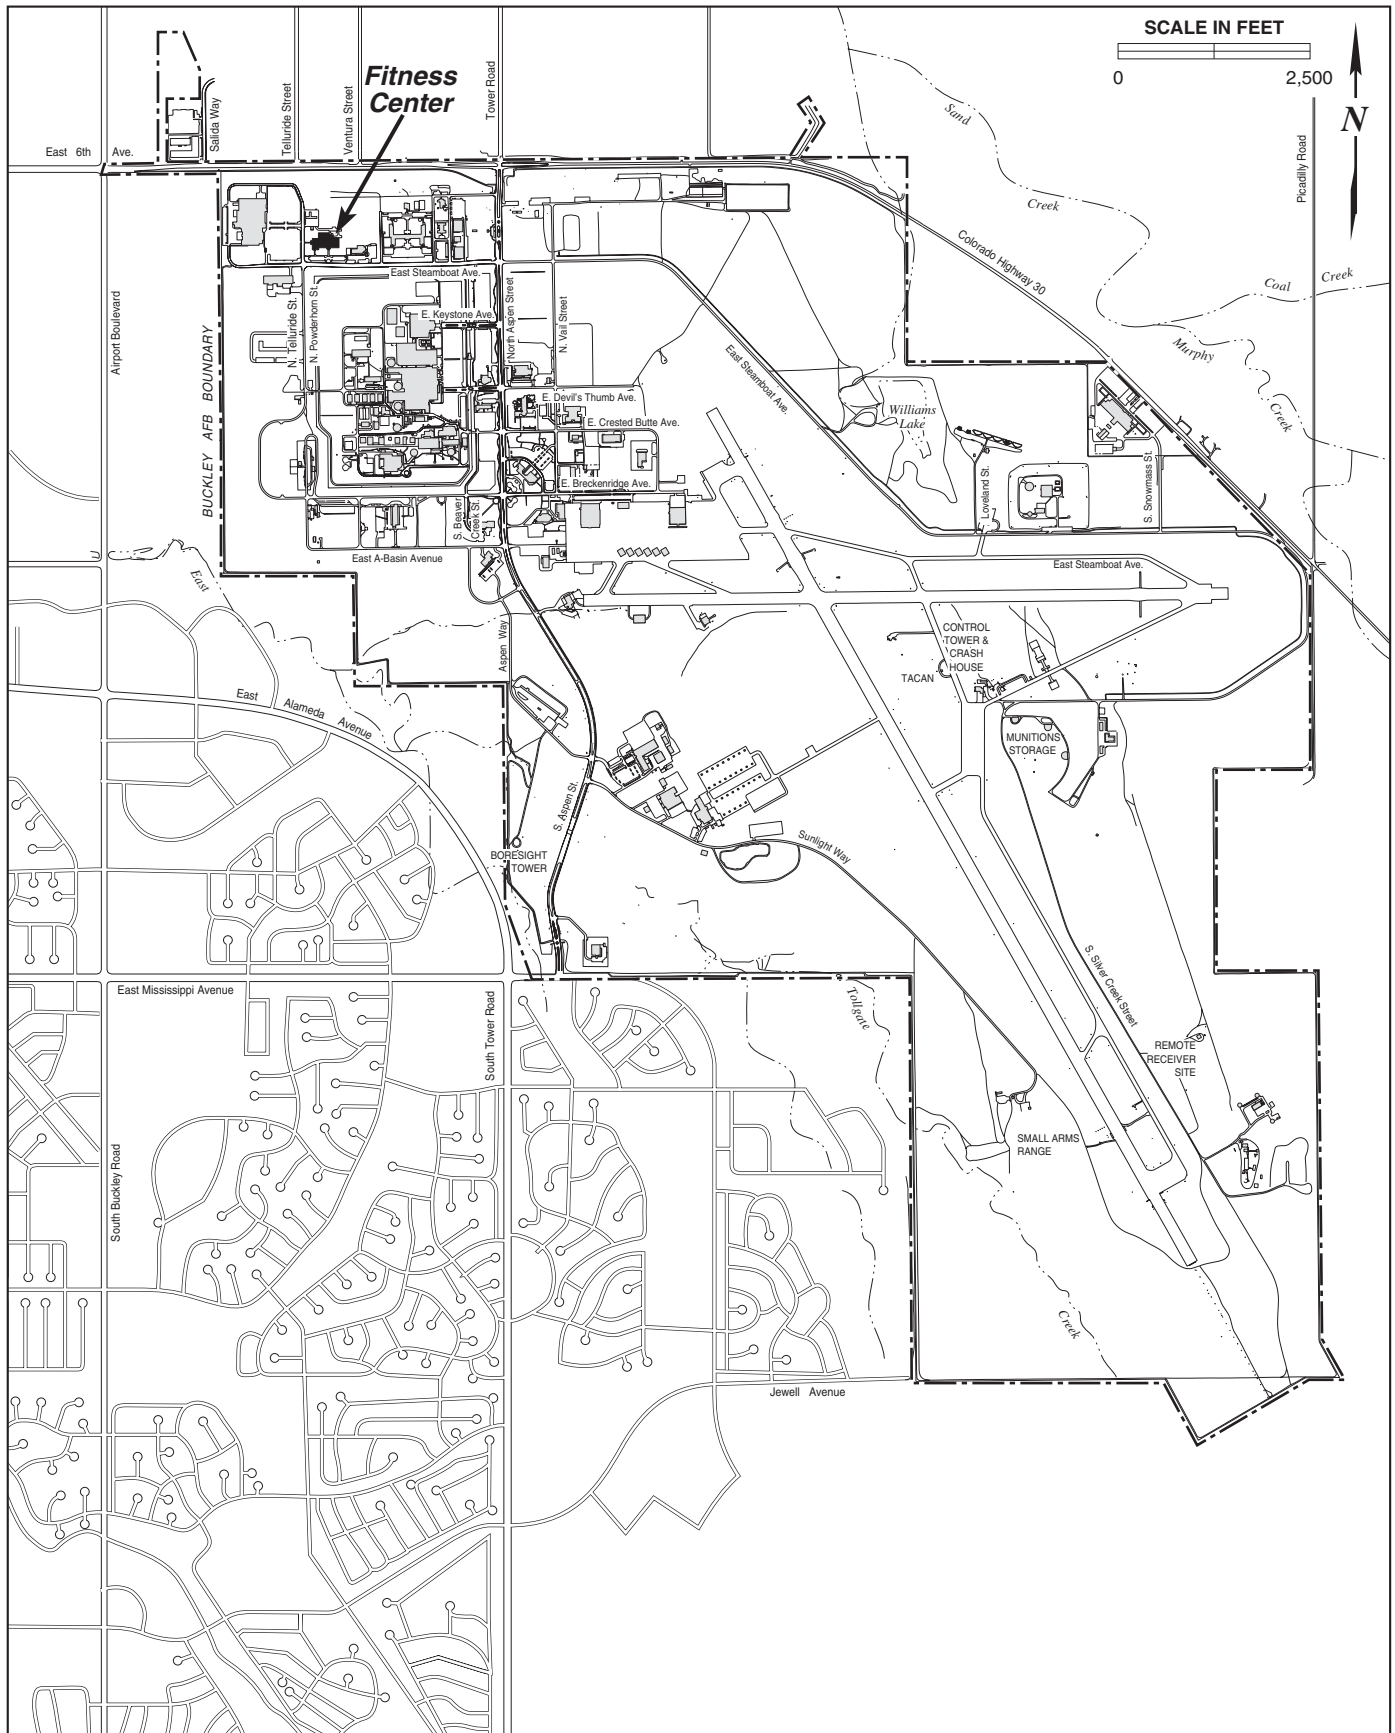 SCALE IN FEET
0 2,500
N
Fitness
Center
Salida Way
Telluride Street
Ventura Street
Tower Road
East 6th Ave.
Sand
Creek
Picadilly Road
Colorado Highway 30
Coal Creek
Murphy
Creek
Airport Boulevard
BUCKLEY AFB BOUNDARY
East Steamboat Ave.
E. Keystone Ave.
N. Telluride St.
N. Powderhorn St.
North Aspen Street
N. Vail Street
East Steamboat Ave.
E. Devil's Thumb Ave.
E. Crested Butte Ave.
Williams
Lake
E. Breckenridge Ave.
Loveland St.
S. Snowmass St.
S. Beaver
Creek St.
East A-Basin Avenue
East Steamboat Ave.
East
Aspen Way
CONTROL
TOWER &
CRASH
HOUSE
TACAN
East Alameda Avenue
MUNITIONS
STORAGE
S. Aspen St.
Sunlight Way
BORESIGHT
TOWER
S. Silver Creek Street
East Mississippi Avenue
Tollgate
South Tower Road
REMOTE
RECEIVER
SITE
SMALL ARMS
RANGE
South Buckley Road
Creek
Jewell Avenue